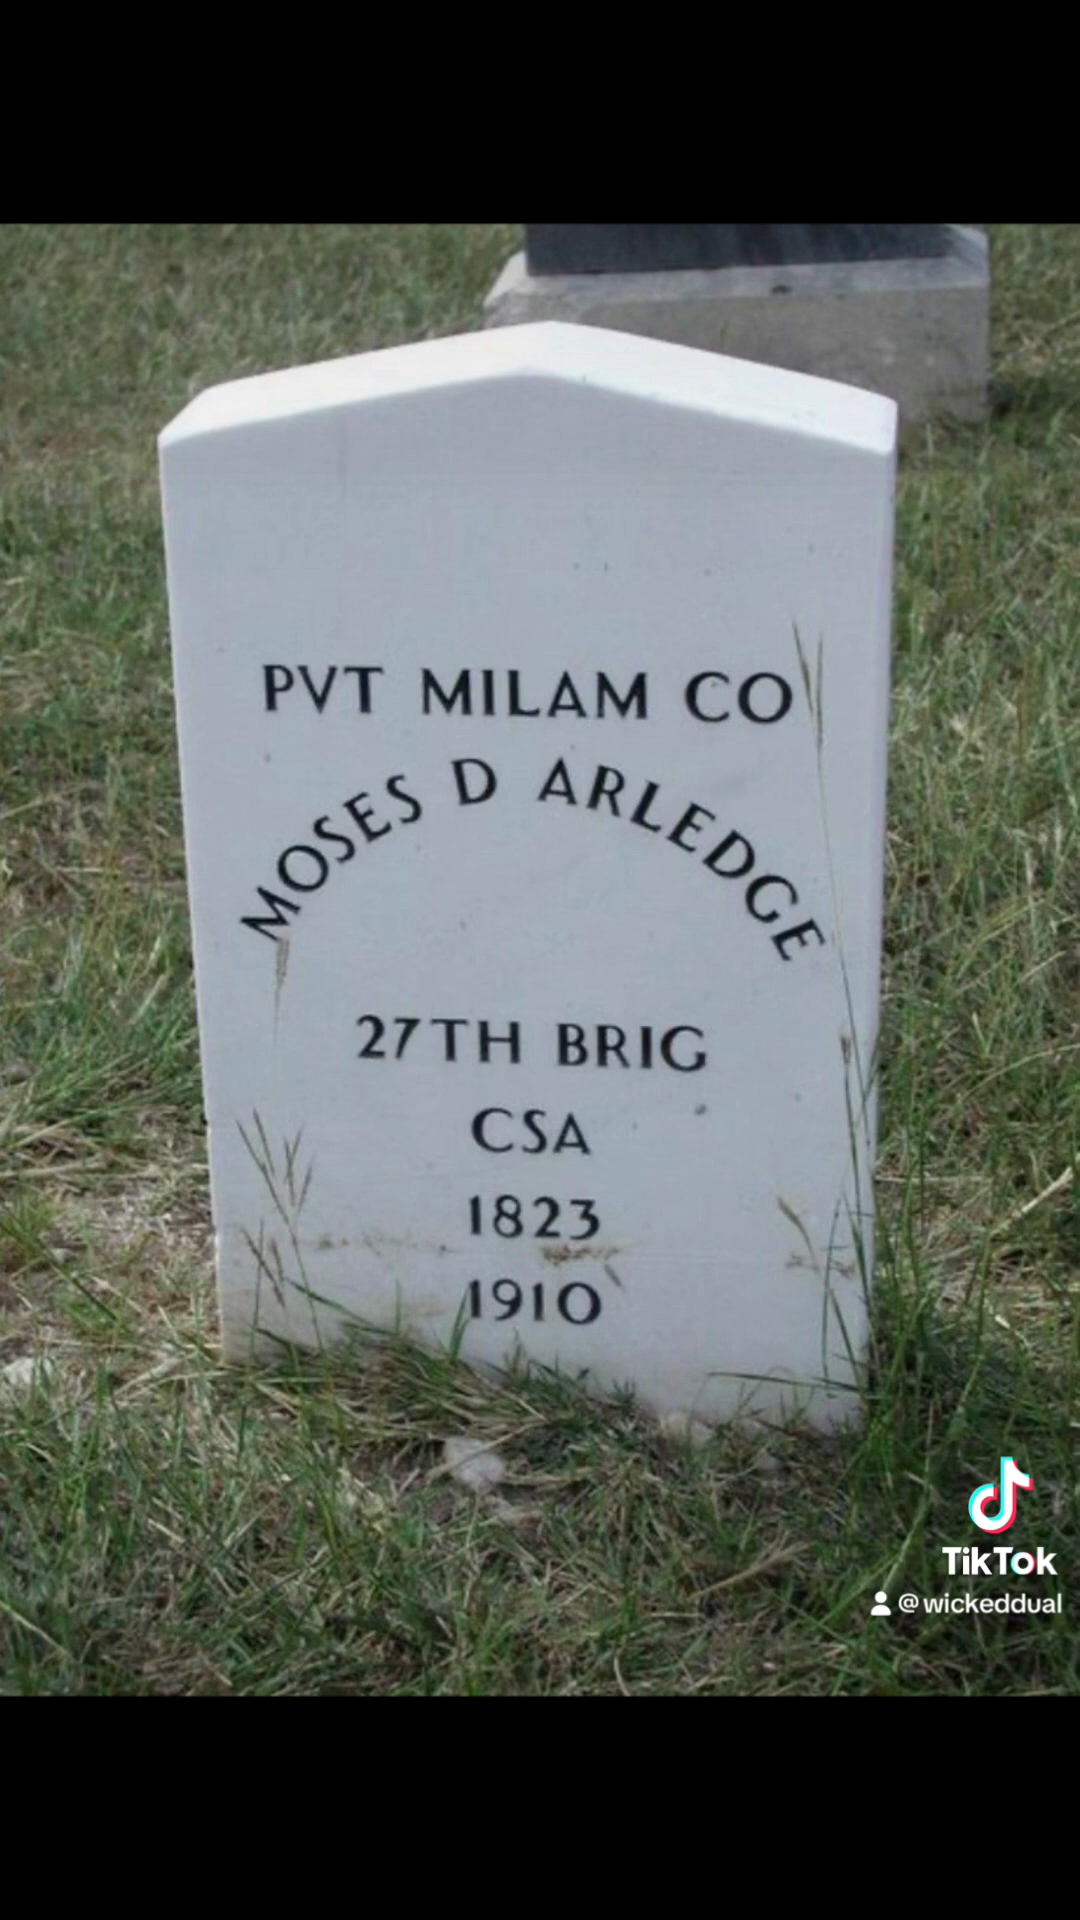 PVT MILAM CO
MOSES D ARLEDGE
27TH BRIG
CSA
1823
1910
TikTok
@wickeddual